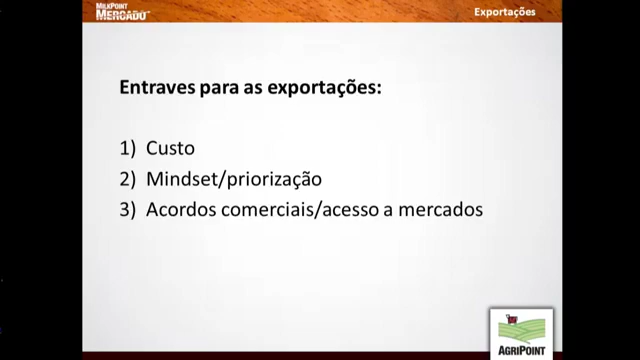 MILKPOINT
MERCADO
Exportações
Entraves para as exportações:
1) Custo
2) Mindset/priorização
3) Acordos comerciais/acesso a mercados
AGRIPOINT